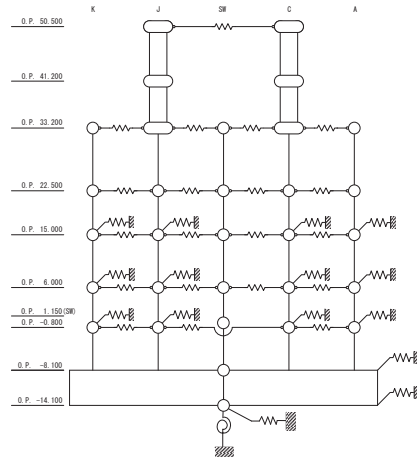 K J SW C A
O.P. 50.500
O.P. 41.200
O.P. 33.200
O.P. 22.500
O.P. 15.000
O.P. 6.000
O.P. 1.150(SW)
O.P. -0.800
O.P. -8.100
O.P. -14.100